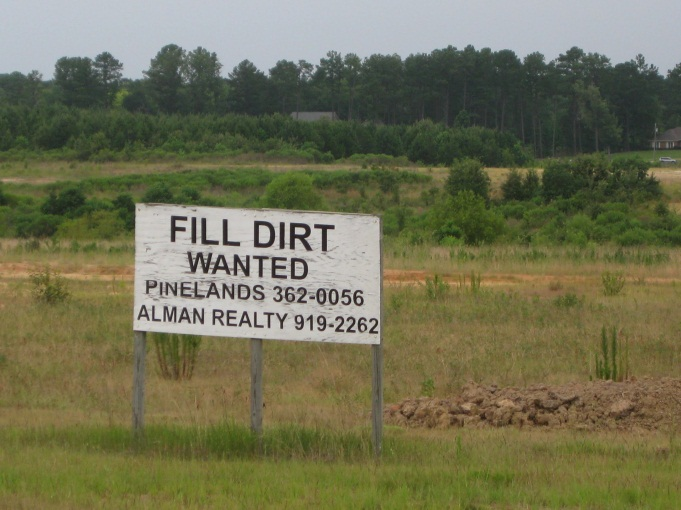 FILL DIRT
WANTED
PINELANDS 362-0056
ALMAN REALTY 919-2262